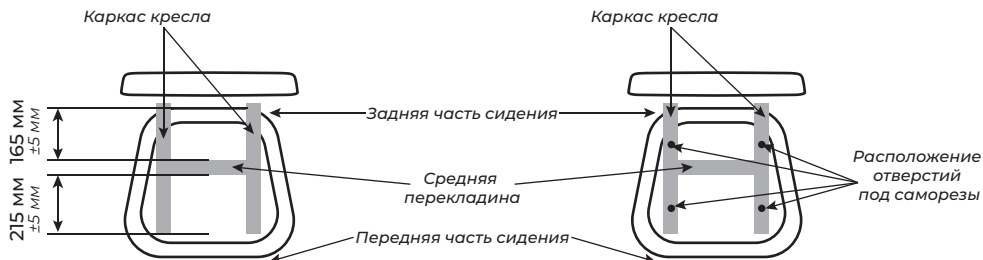 Каркас кресла
Каркас кресла
165 мм
±5 мм
Задняя часть сидения
215 мм
±5 мм
Средняя
перекладина
Расположение
отверстий
под саморезы
Передняя часть сидения